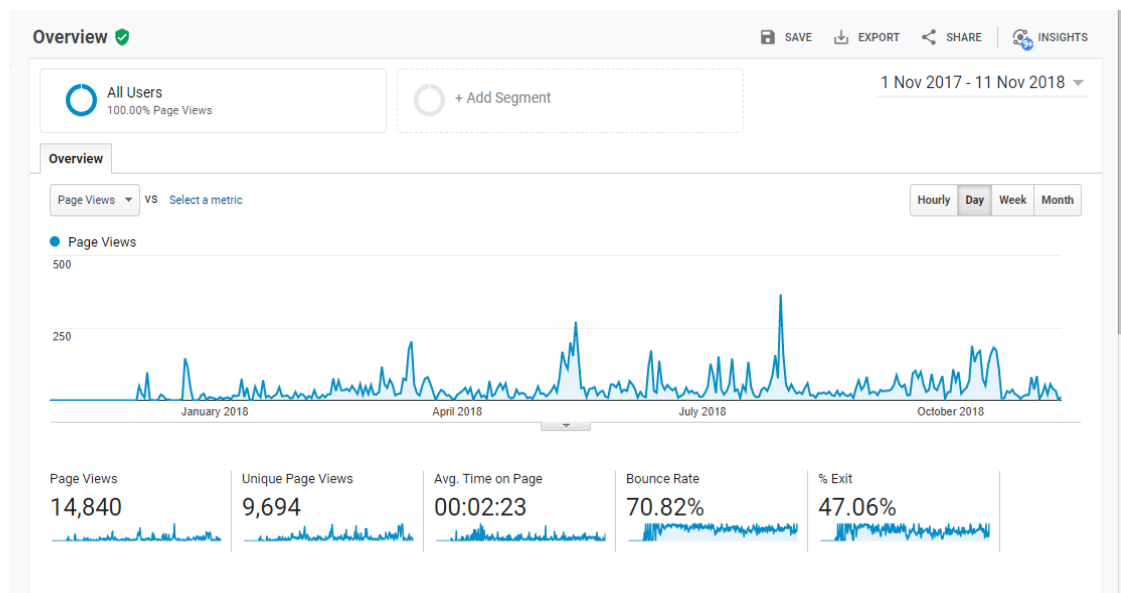 Overview
SAVE EXPORT SHARE INSIGHTS
9+
All Users
100.00% Page Views
+ Add Segment
1 Nov 2017 - 11 Nov 2018
Overview
Page Views VS Select a metric
Hourly Day Week Month
Page Views
500
250
January 2018 April 2018 July 2018 October 2018
Page Views Unique Page Views Avg. Time on Page Bounce Rate % Exit
14,840 9,694 00:02:23 70.82% 47.06%